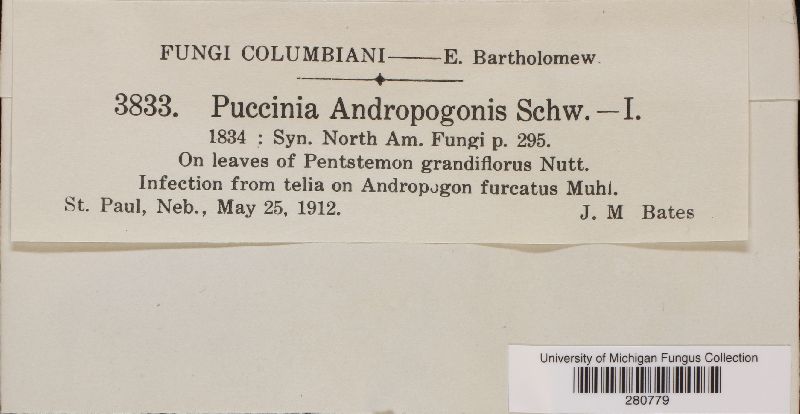 FUNGI COLUMBIANI——E. Bartholomew.
3833. Puccinia Andropogonis Schw.—I.
1834 : Syn. North Am. Fungi p. 295.
On leaves of Pentstemon grandiflorus Nutt.
Infection from telia on Andropogon furcatus Muhl.
St. Paul, Neb., May 25, 1912. J. M Bates
University of Michigan Fungus Collection
280779